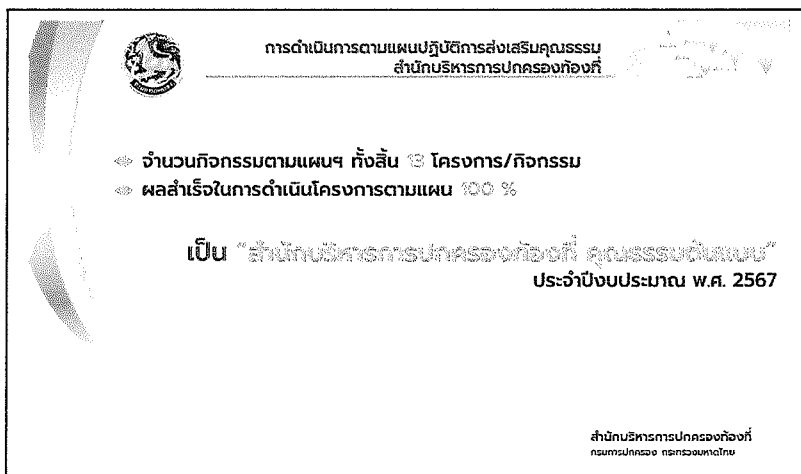 การดำเนินการตามแผนปฏิบัติการส่งเสริมคุณธรรม
สำนักบริหารการปกครองท้องที่
จำนวนกิจกรรมตามแผนฯ ทั้งสิ้น 13 โครงการ/กิจกรรม
ผลสำเร็จในการดำเนินโครงการตามแผน 100 %
เป็น “สำนักบริหารการปกครองท้องที่ คุณธรรมต้นแบบ”
ประจำปีงบประมาณ พ.ศ. 2567
สำนักบริหารการปกครองท้องที่
กรมการปกครอง กระทรวงมหาดไทย